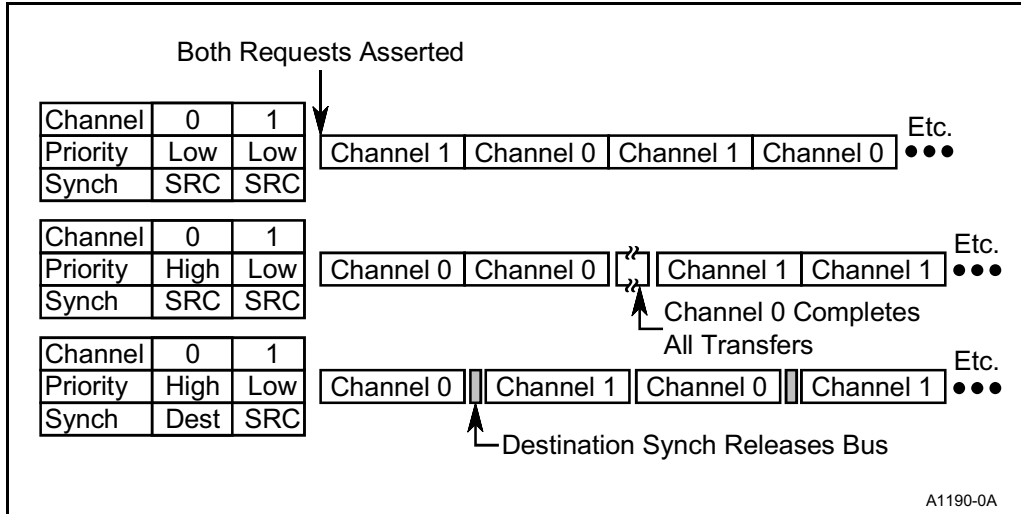 Both Requests Asserted
Channel 0 1
Priority Low Low
Synch SRC SRC
Channel 1 Channel 0 Channel 1 Channel 0
Etc.
Channel 0 1
Priority High Low
Synch SRC SRC
Channel 0 Channel 0 Channel 1 Channel 1
Etc.
Channel 0 Completes
All Transfers
Channel 0 1
Priority High Low
Synch Dest SRC
Channel 0 Channel 1 Channel 0 Channel 1
Etc.
Destination Synch Releases Bus
A1190-0A